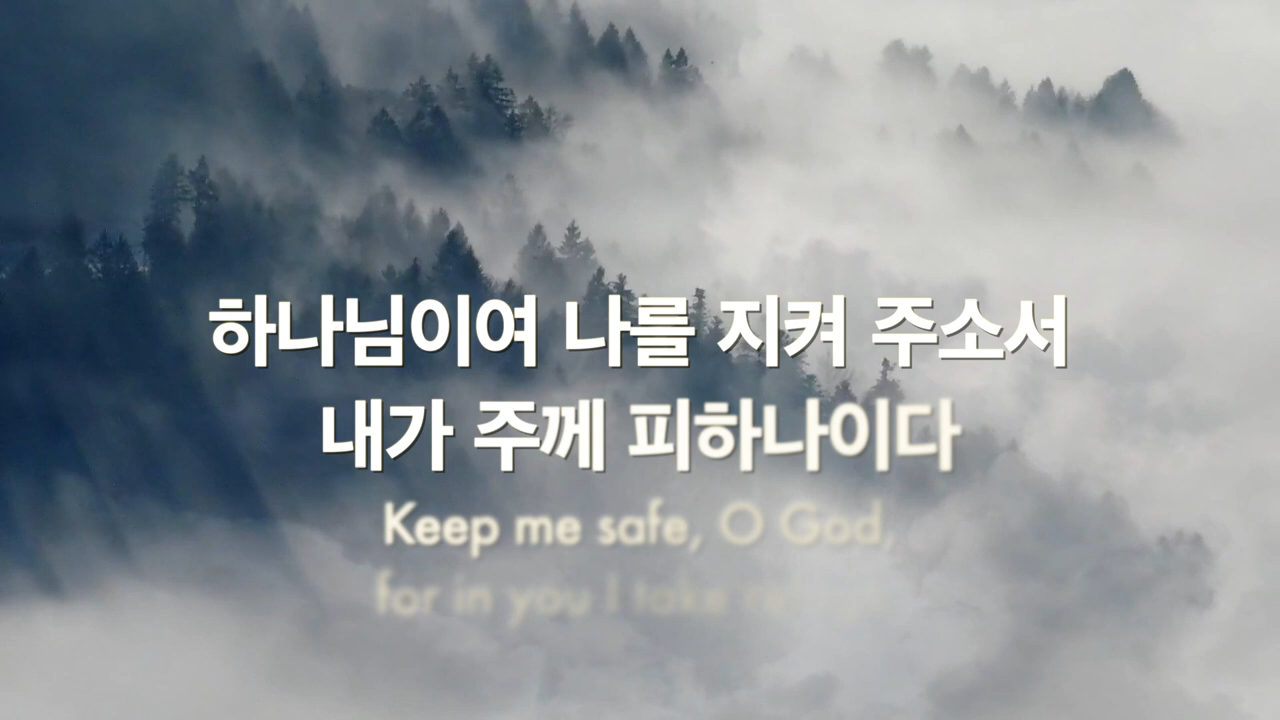 하나님이여 나를 지켜 주소서
내가 주께 피하나이다
Keep me safe, O God,
for in you I take